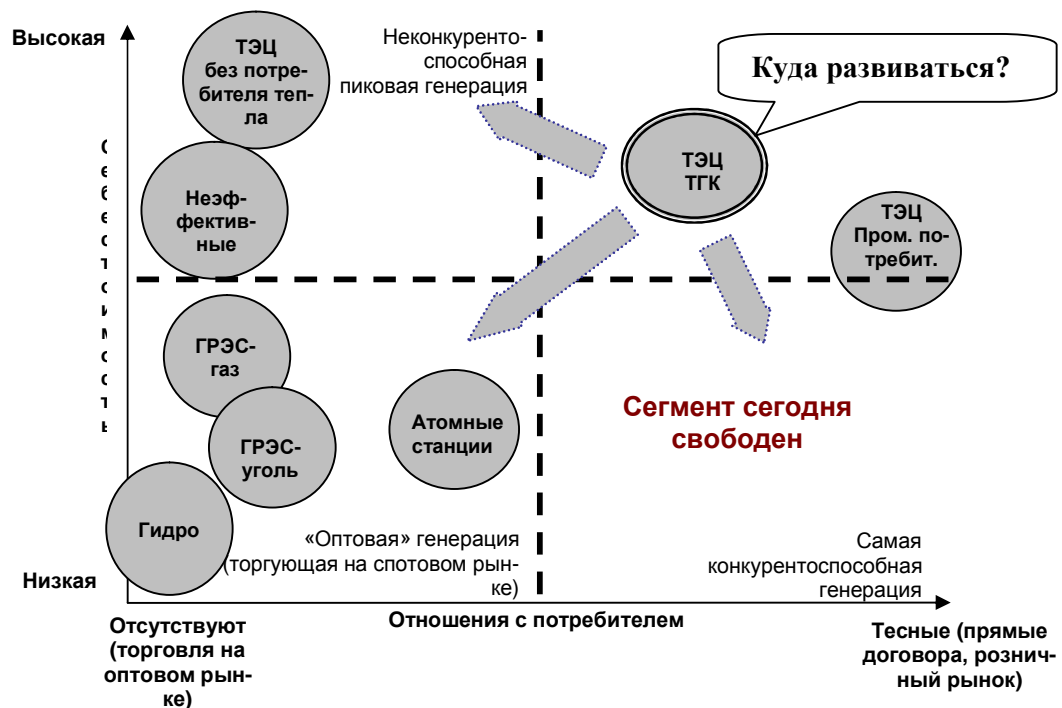 Высокая
ТЭЦ
без потре-
бителя теп-
ла
Неконкуренто-
способная
пиковая генерация
Куда развиваться?
ТЭЦ
ТГК
Неэф-
фектив-
ные
ТЭЦ
Пром. по-
требит.
Себестоимость
ГРЭС-
газ
ГРЭС-
уголь
Атомные
станции
Сегмент сегодня
свободен
Гидро
«Оптовая» генерация
(торгующая на спотовом рын-
ке)
Самая
конкурентоспособная
генерация
Низкая
Отсутствуют
(торговля на
оптовом рын-
ке)
Отношения с потребителем
Тесные (прямые
договора, рознич-
ный рынок)